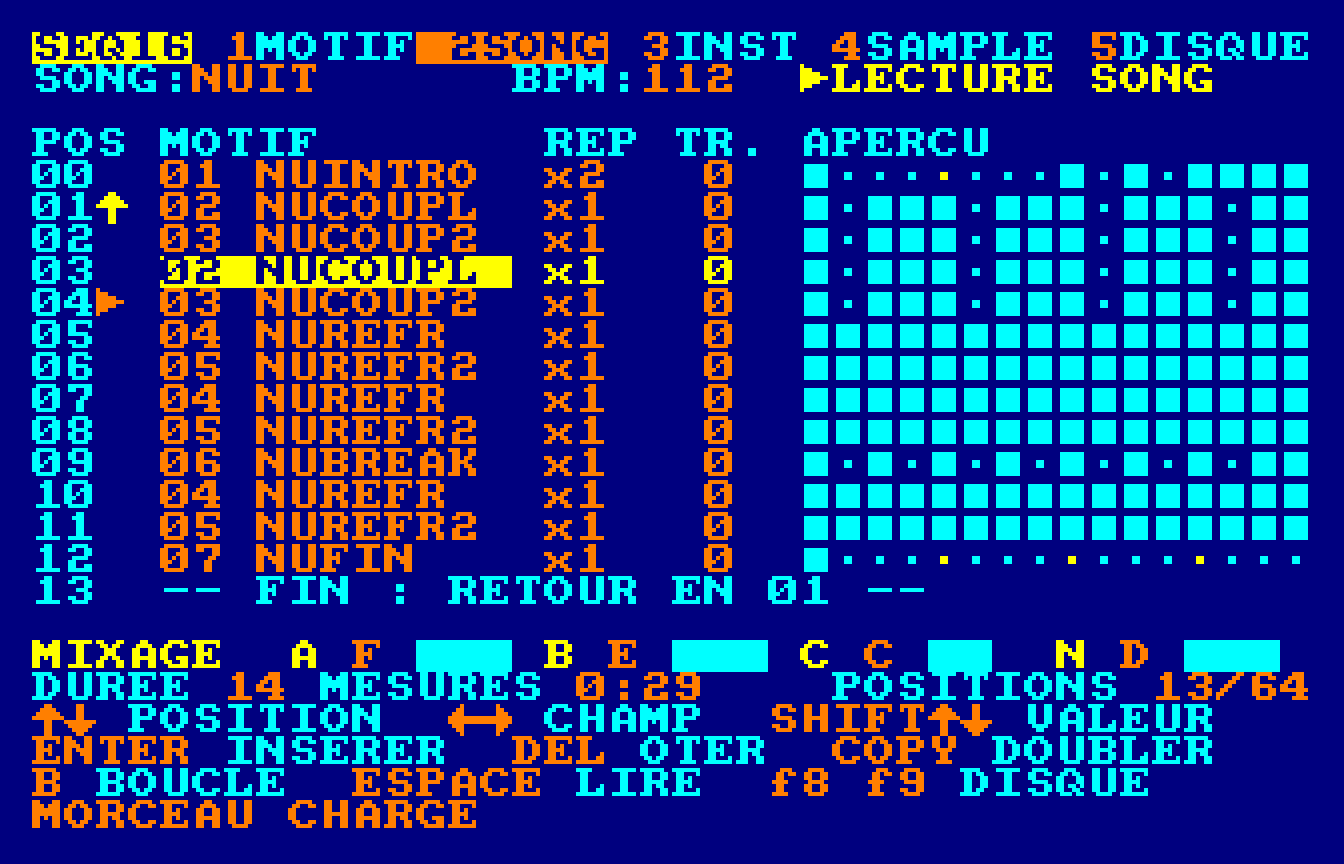 SEQ16 1MOTIF 2SONG 3INST 4SAMPLE 5DISQUE
SONG:NUIT BPM:112 ►LECTURE SONG
POS MOTIF REP TR. APERCU
00 01 NUINTRO x2 0
01↑ 02 NUCOUPL x1 0
02 03 NUCOUP2 x1 0
03 02 NUCOUPL x1 0
04► 03 NUCOUP2 x1 0
05 04 NUREFR x1 0
06 05 NUREFR2 x1 0
07 04 NUREFR x1 0
08 05 NUREFR2 x1 0
09 06 NUBREAK x1 0
10 04 NUREFR x1 0
11 05 NUREFR2 x1 0
12 07 NUFIN x1 0
13 -- FIN : RETOUR EN 01 --
MIXAGE A F B E C C N D
DUREE 14 MESURES 0:29 POSITIONS 13/64
↑↓ POSITION ↔ CHAMP SHIFT↑↓ VALEUR
ENTER INSERER DEL OTER COPY DOUBLER
B BOUCLE ESPACE LIRE f8 f9 DISQUE
MORCEAU CHARGE